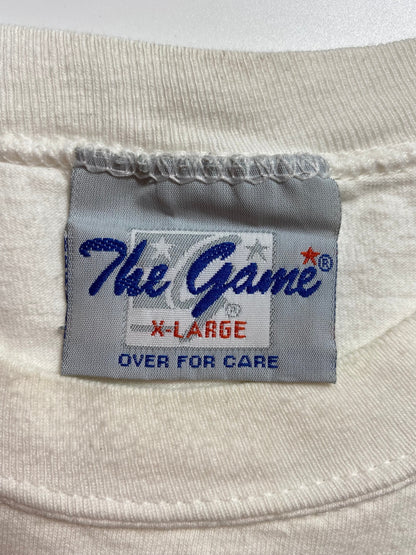 The Game®
®
X-LARGE
OVER FOR CARE